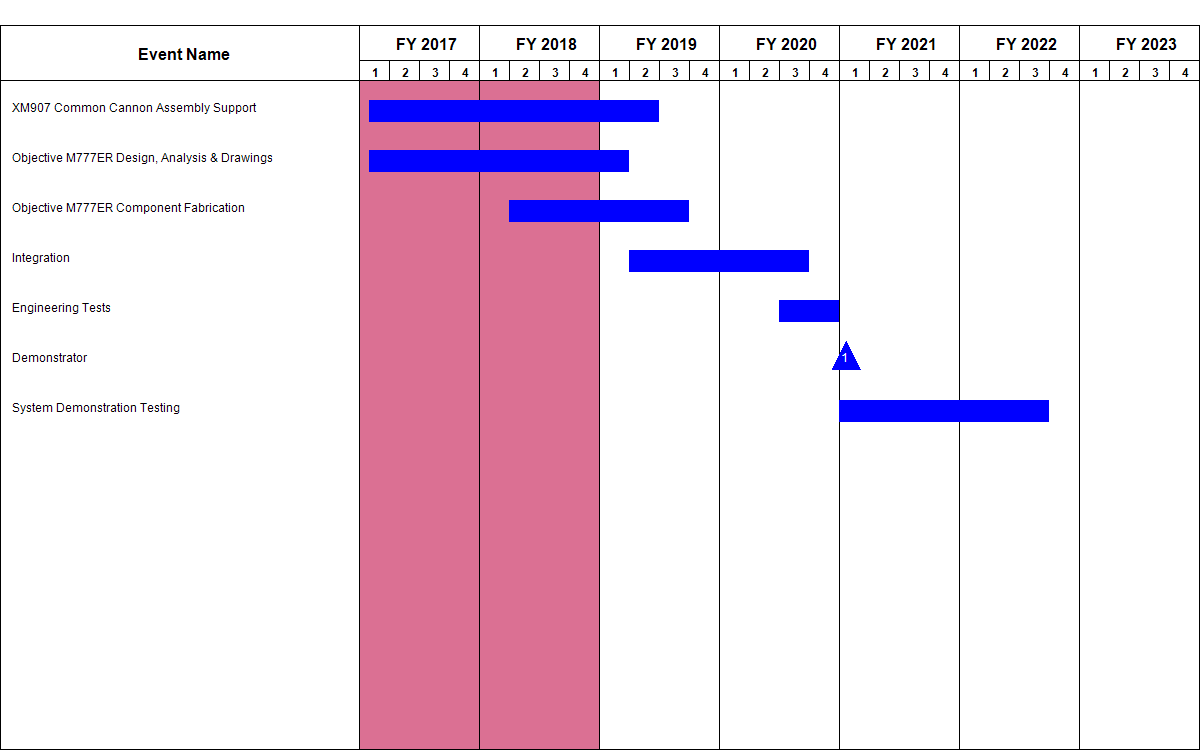 Event Name
FY 2017 FY 2018 FY 2019 FY 2020 FY 2021 FY 2022 FY 2023
1 2 3 4 1 2 3 4 1 2 3 4 1 2 3 4 1 2 3 4 1 2 3 4 1 2 3 4
XM907 Common Cannon Assembly Support
Objective M777ER Design, Analysis & Drawings
Objective M777ER Component Fabrication
Integration
Engineering Tests
Demonstrator
1
System Demonstration Testing